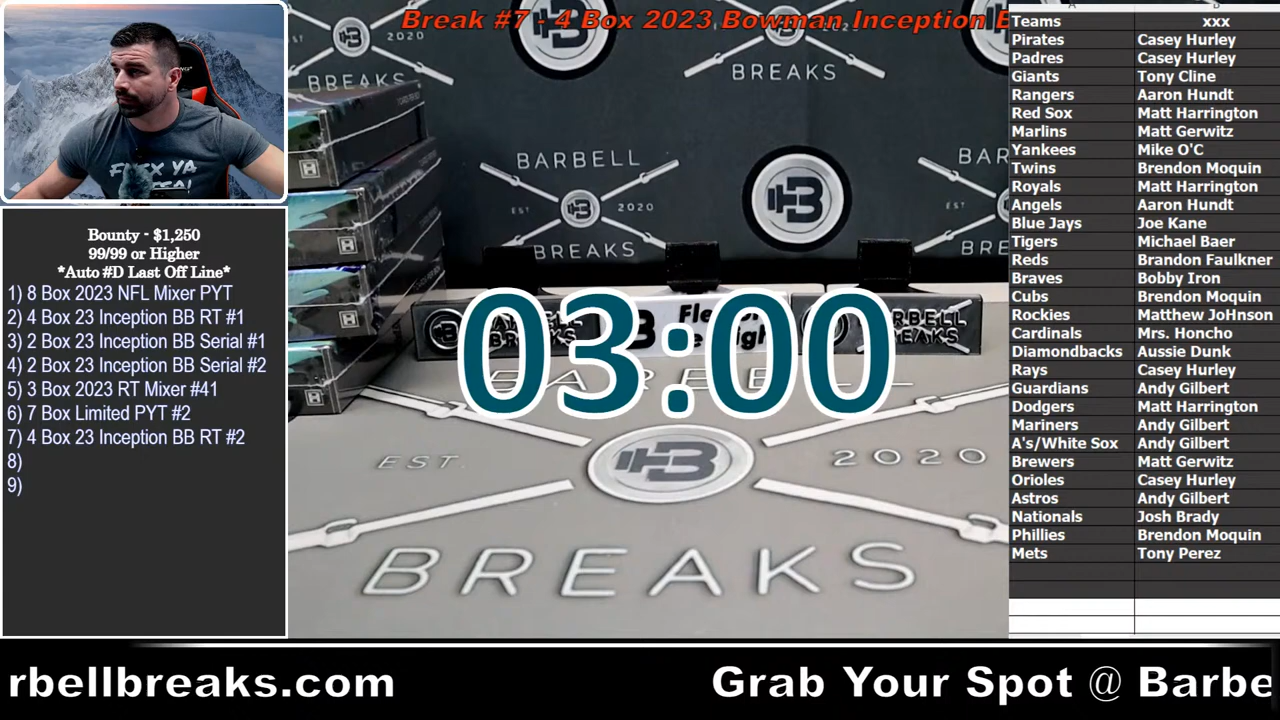 Break #7 - 4 Box 2023 Bowman Inception B
2020
BREAKS
BARBELL
EST 2020
BREAKS
BA
EST
BREAKS
B
BARBELL
BREAKS
03:00
EST. 2020
BREAKS
Bounty - $1,250
99/99 or Higher
*Auto #D Last Off Line*
1) 8 Box 2023 NFL Mixer PYT
2) 4 Box 23 Inception BB RT #1
3) 2 Box 23 Inception BB Serial #1
4) 2 Box 23 Inception BB Serial #2
5) 3 Box 2023 RT Mixer #41
6) 7 Box Limited PYT #2
7) 4 Box 23 Inception BB RT #2
8)
9)
Teams xxx
Pirates Casey Hurley
Padres Casey Hurley
Giants Tony Cline
Rangers Aaron Hundt
Red Sox Matt Harrington
Marlins Matt Gerwitz
Yankees Mike O'C
Twins Brendon Moquin
Royals Matt Harrington
Angels Aaron Hundt
Blue Jays Joe Kane
Tigers Michael Baer
Reds Brandon Faulkner
Braves Bobby Iron
Cubs Brendon Moquin
Rockies Matthew JoHnson
Cardinals Mrs. Honcho
Diamondbacks Aussie Dunk
Rays Casey Hurley
Guardians Andy Gilbert
Dodgers Matt Harrington
Mariners Andy Gilbert
A's/White Sox Andy Gilbert
Brewers Matt Gerwitz
Orioles Casey Hurley
Astros Andy Gilbert
Nationals Josh Brady
Phillies Brendon Moquin
Mets Tony Perez
rbellbreaks.com Grab Your Spot @ Barbe